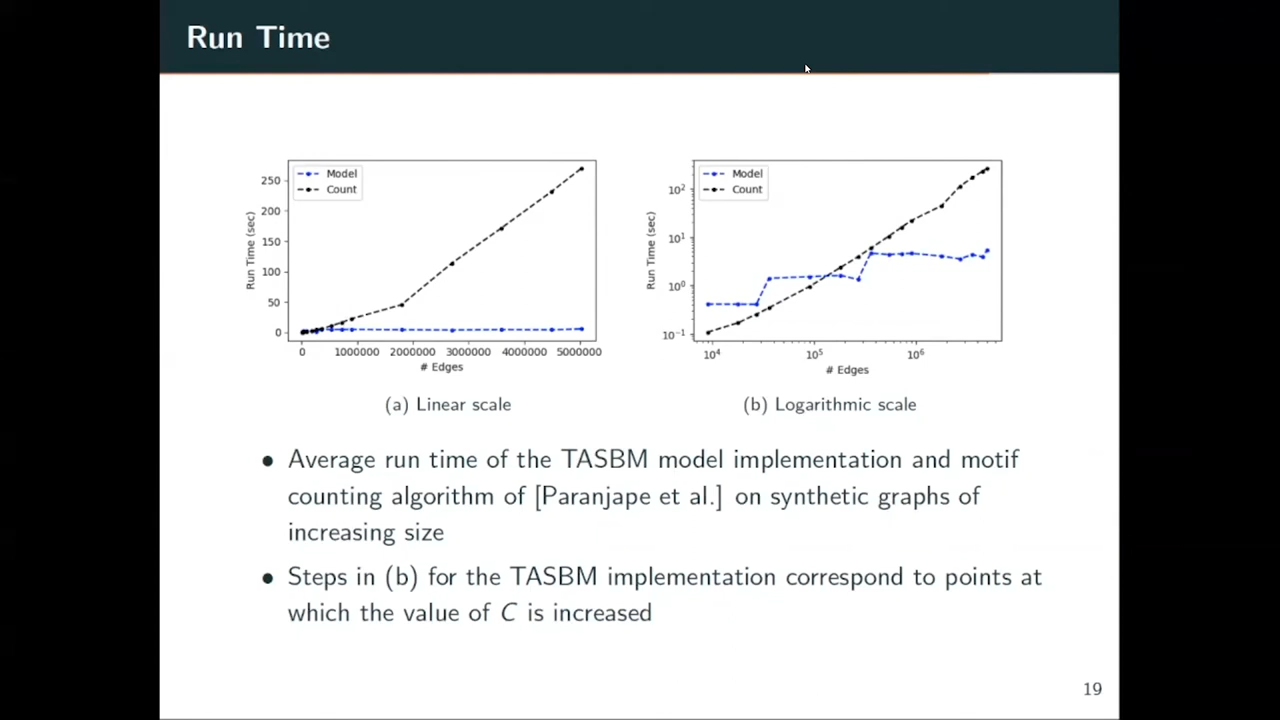 Run Time
Model
Count
250
200
150
100
50
0
Run Time (sec)
0 1000000 2000000 3000000 4000000 5000000
# Edges
(a) Linear scale
Model
Count
10²
10¹
10⁰
10⁻¹
Run Time (sec)
10⁴ 10⁵ 10⁶
# Edges
(b) Logarithmic scale
• Average run time of the TASBM model implementation and motif
counting algorithm of [Paranjape et al.] on synthetic graphs of
increasing size
• Steps in (b) for the TASBM implementation correspond to points at
which the value of C is increased
19